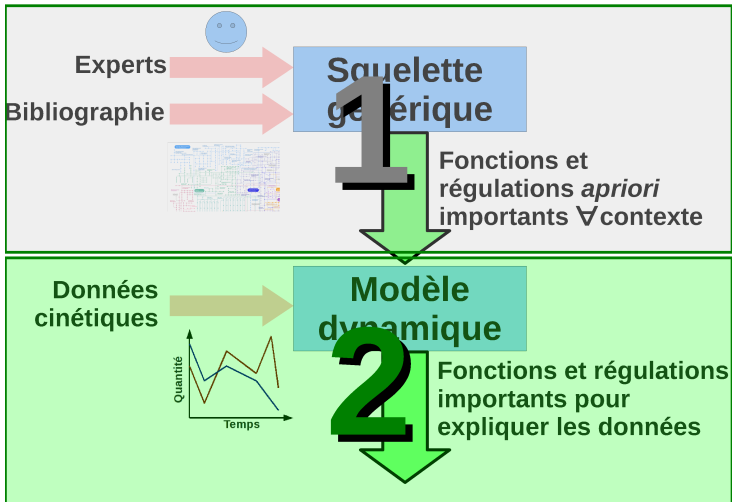 Experts
Bibliographie
Squelette
générique
1
Fonctions et
régulations apriori
importants ∀ contexte
Données
cinétiques
Modèle
dynamique
2
Quantité
Temps
Fonctions et régulations
importants pour
expliquer les données